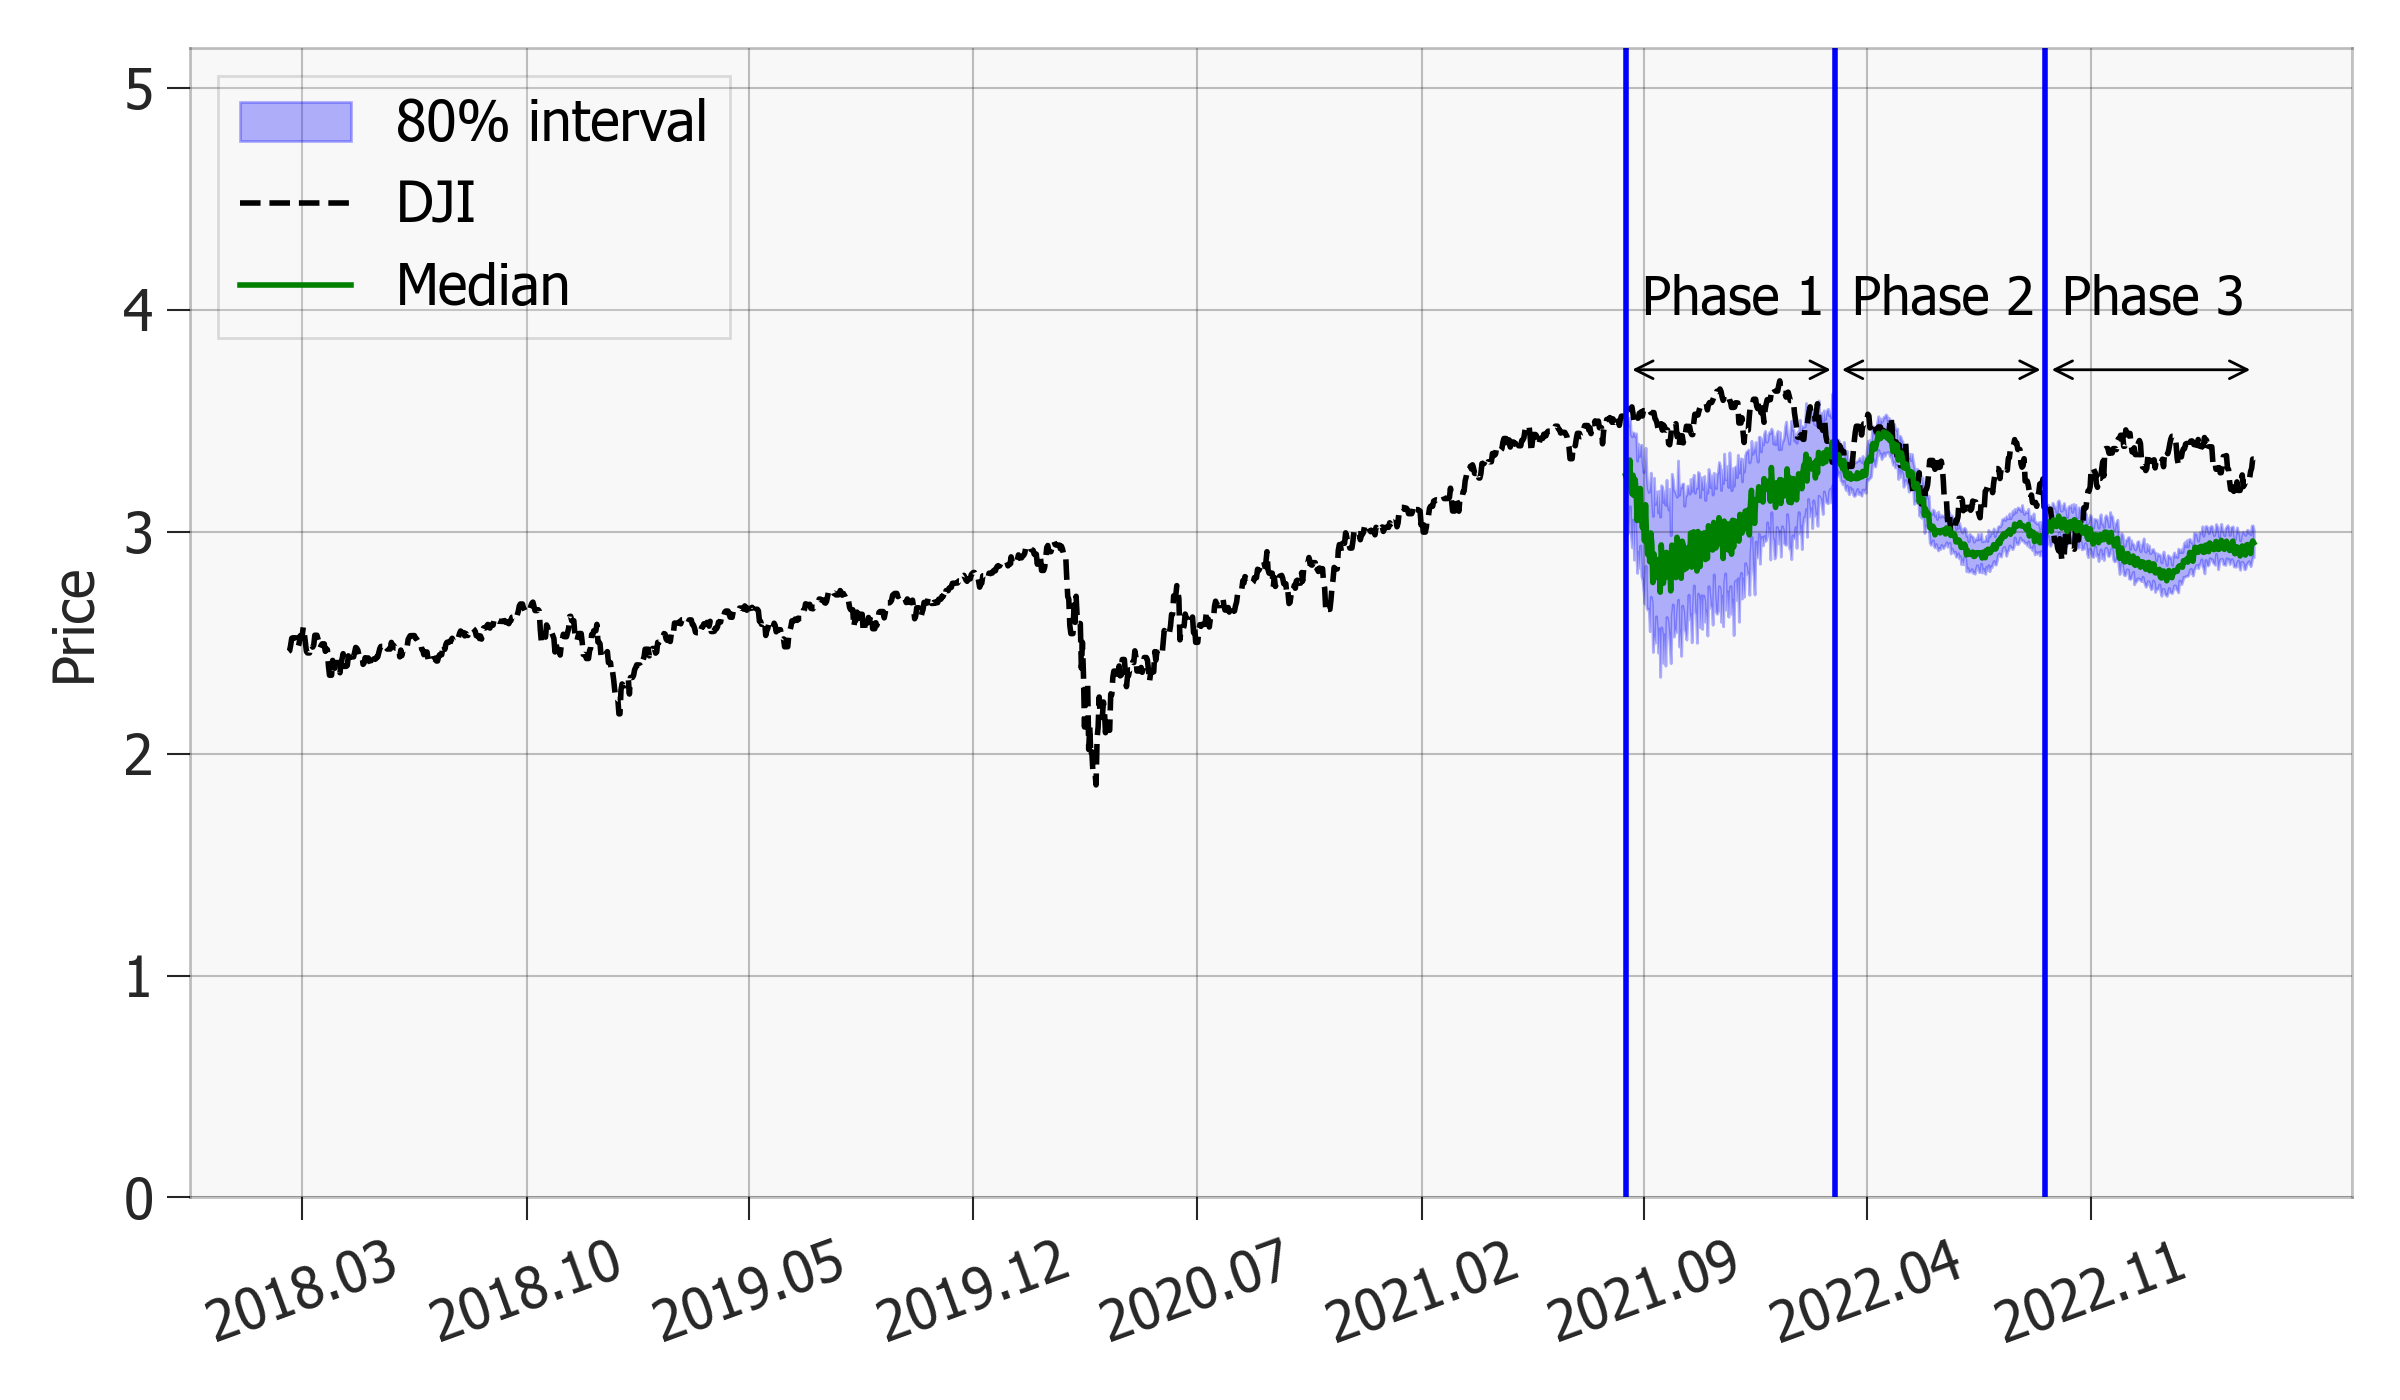 5
4
3
2
1
0
Price
80% interval
DJI
Median
Phase 1
Phase 2
Phase 3
2018.03
2018.10
2019.05
2019.12
2020.07
2021.02
2021.09
2022.04
2022.11